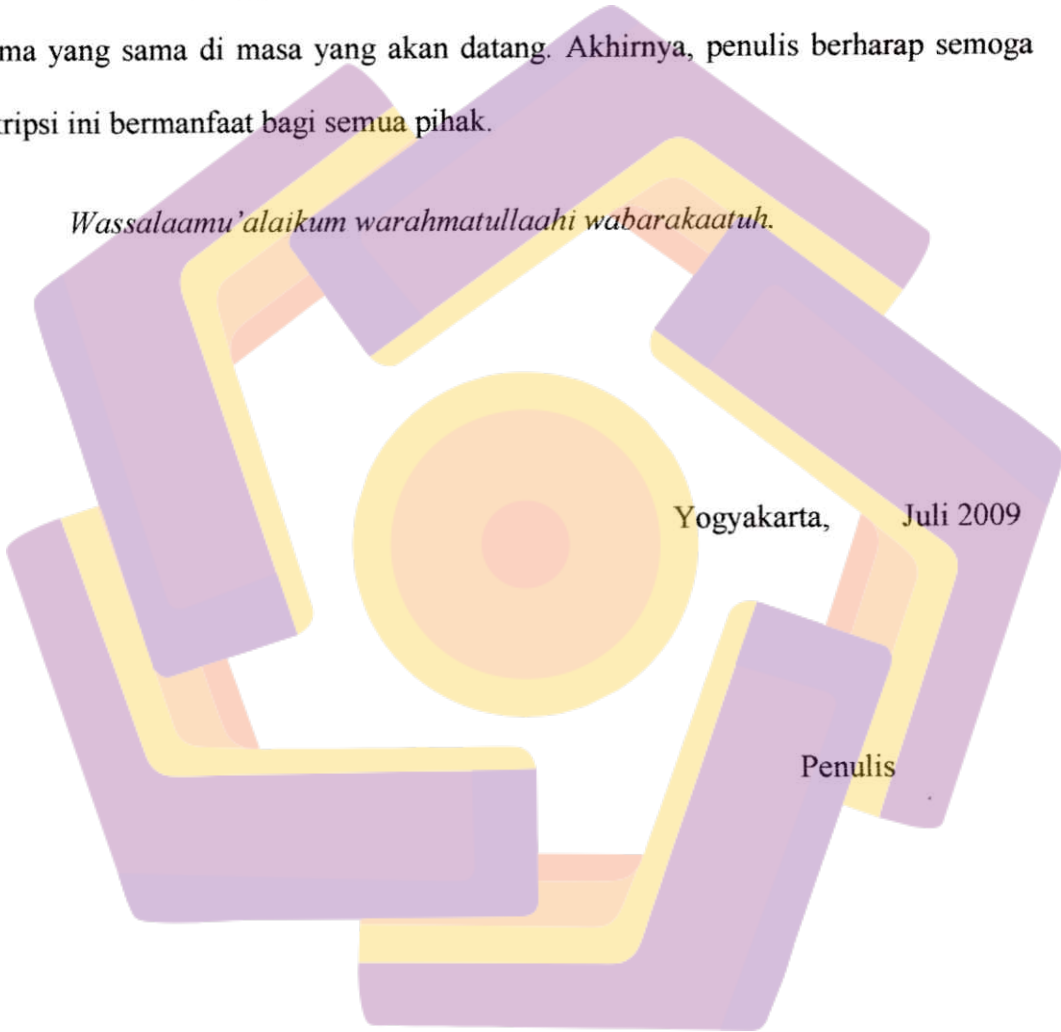 ma yang sama di masa yang akan datang. Akhirnya, penulis berharap semoga
ripsi ini bermanfaat bagi semua pihak.
Wassalaamu'alaikum warahmatullaahi wabarakaatuh.
Yogyakarta, Juli 2009
Penulis